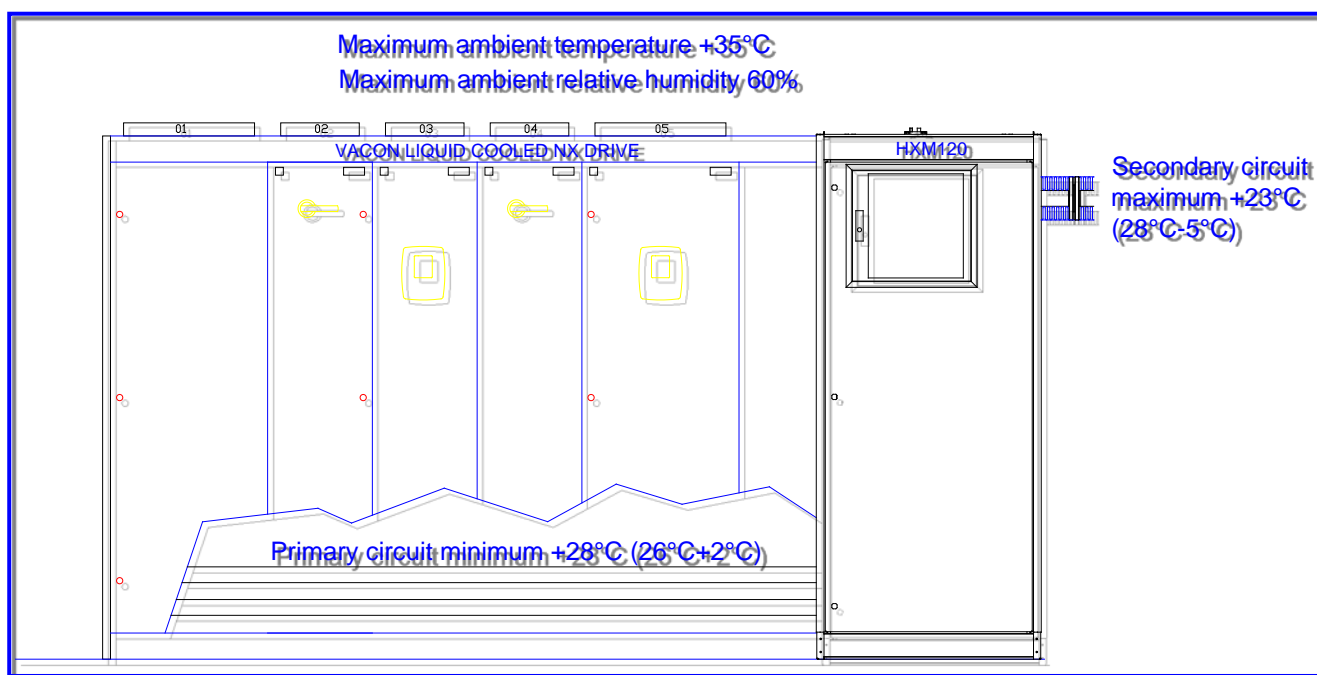 Maximum ambient temperature +35°C
Maximum ambient relative humidity 60%
01 02 03 04 05
VACON LIQUID COOLED NX DRIVE
HXM120
Secondary circuit
maximum +23°C
(28°C-5°C)
Primary circuit minimum +28°C (26°C+2°C)